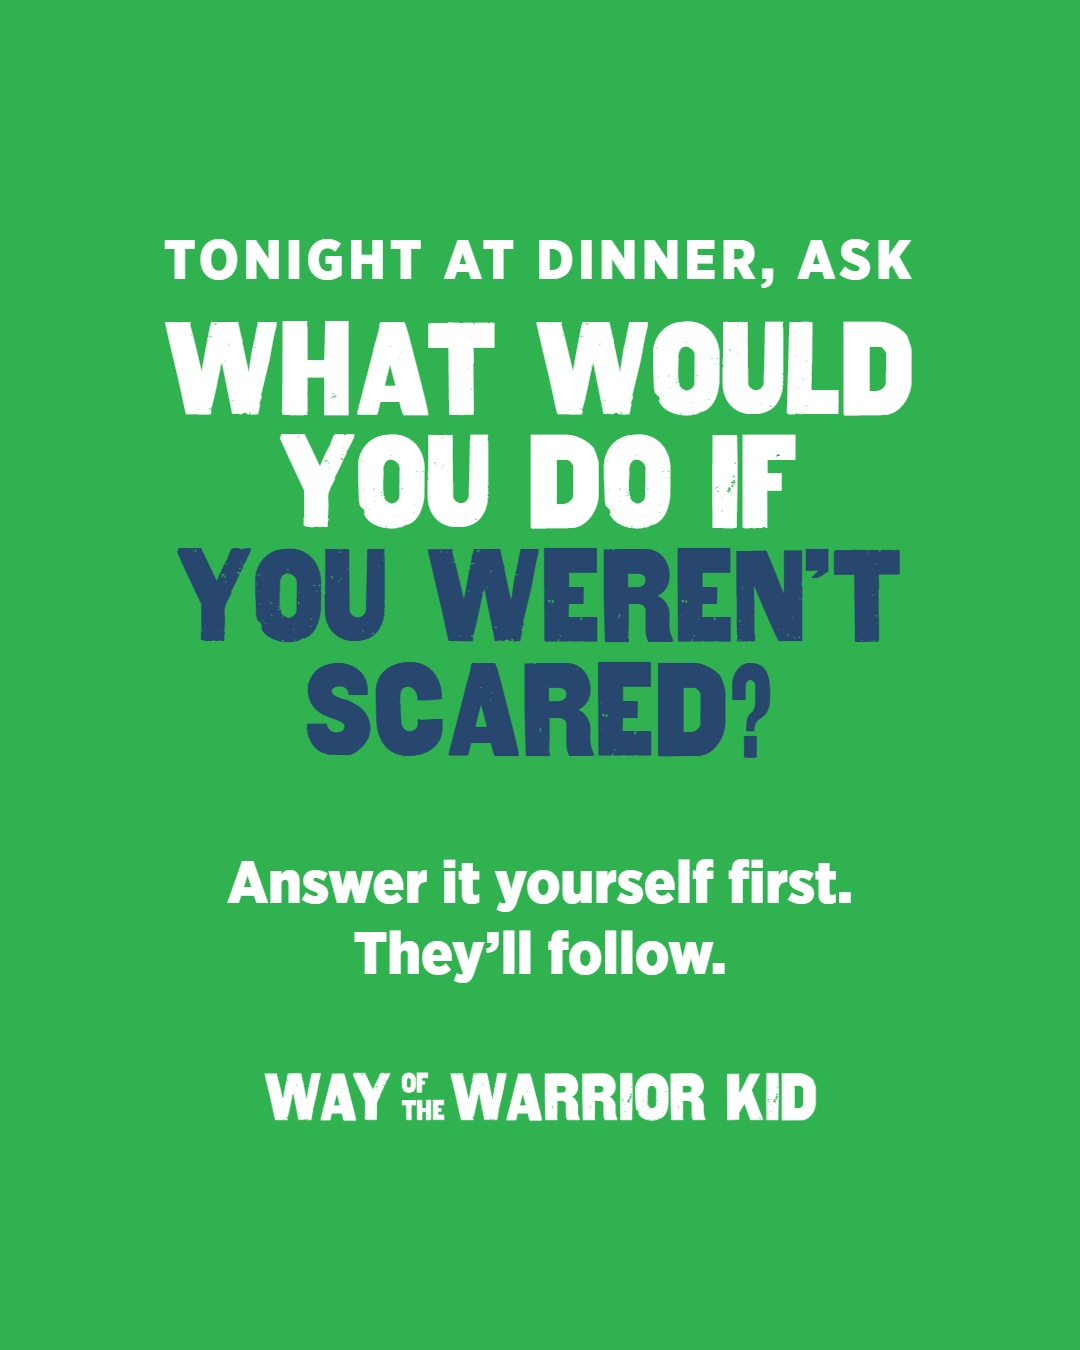 TONIGHT AT DINNER, ASK
WHAT WOULD
YOU DO IF
YOU WEREN’T
SCARED?
Answer it yourself first.
They’ll follow.
WAY OF THE WARRIOR KID